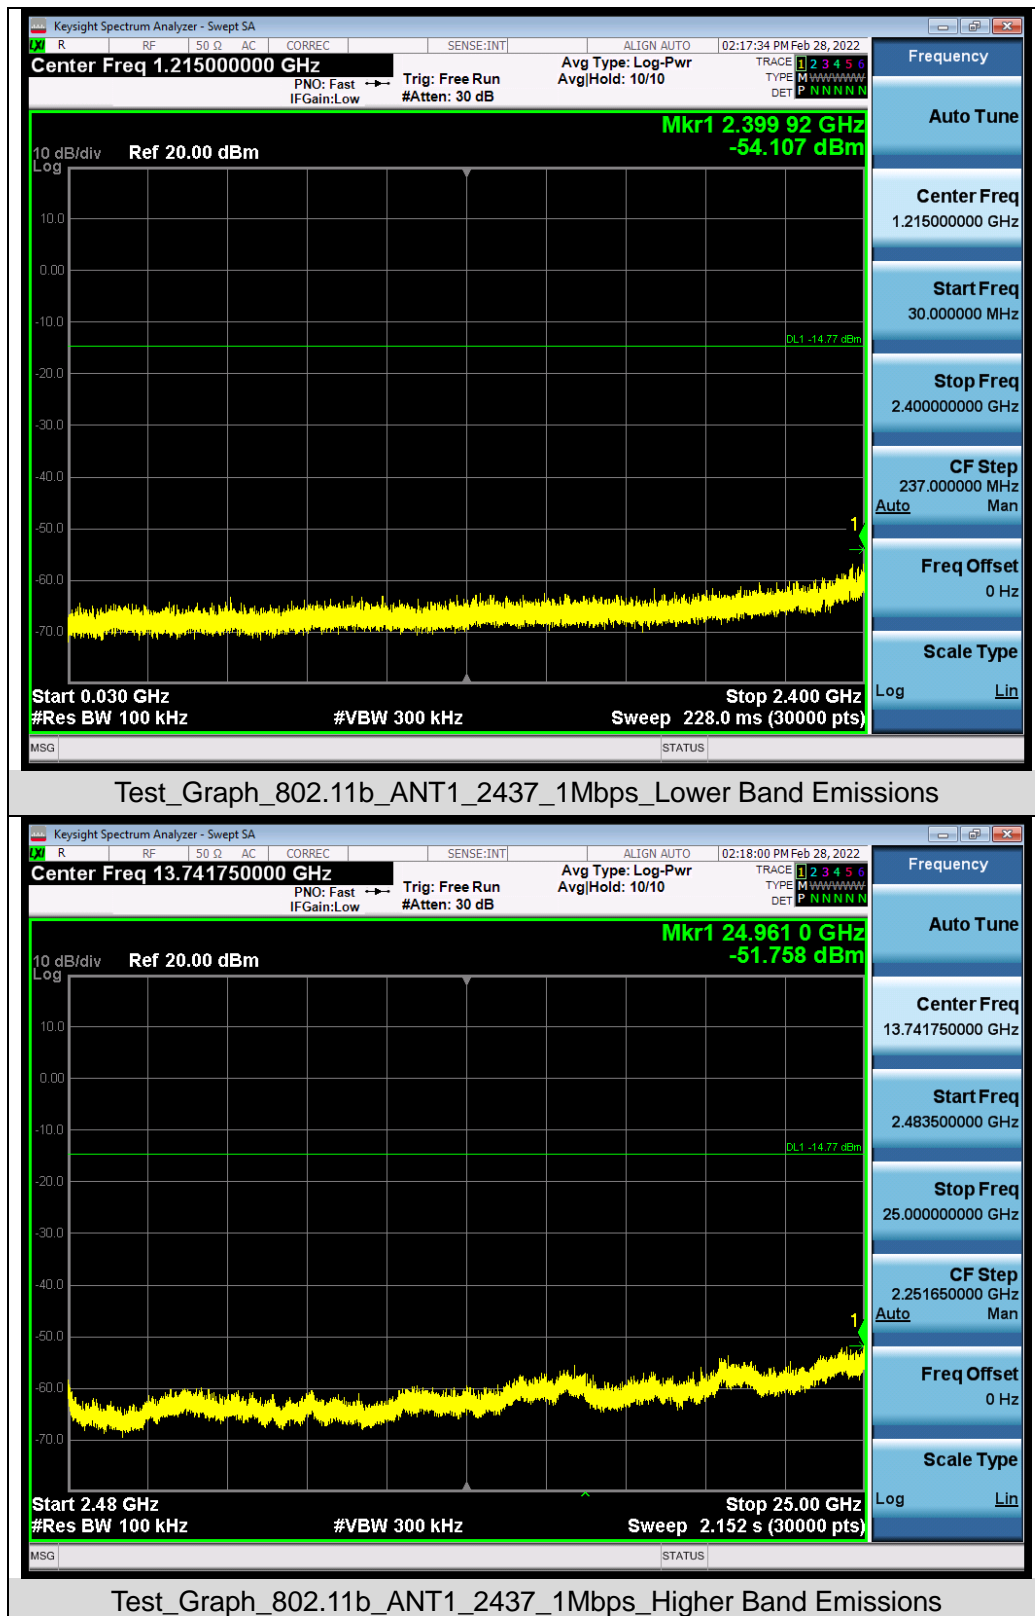 Keysight Spectrum Analyzer - Swept SA
LXI R RF 50 Ω AC CORREC SENSE:INT ALIGN AUTO 02:17:34 PM Feb 28, 2022
Center Freq 1.215000000 GHz
PNO: Fast
IFGain:Low
Trig: Free Run
#Atten: 30 dB
Avg Type: Log-Pwr
Avg|Hold: 10/10
TRACE 1 2 3 4 5 6
TYPE M W W W W W
DET P N N N N N
Mkr1 2.399 92 GHz
-54.107 dBm
10 dB/div Ref 20.00 dBm
Log
10.0
0.00
-10.0
DL1 -14.77 dBm
-20.0
-30.0
-40.0
-50.0
1
-60.0
-70.0
Start 0.030 GHz Stop 2.400 GHz
#Res BW 100 kHz #VBW 300 kHz Sweep 228.0 ms (30000 pts)
MSG STATUS
Frequency
Auto Tune
Center Freq
1.215000000 GHz
Start Freq
30.000000 MHz
Stop Freq
2.400000000 GHz
CF Step
237.000000 MHz
Auto Man
Freq Offset
0 Hz
Scale Type
Log Lin
Test_Graph_802.11b_ANT1_2437_1Mbps_Lower Band Emissions
Keysight Spectrum Analyzer - Swept SA
LXI R RF 50 Ω AC CORREC SENSE:INT ALIGN AUTO 02:18:00 PM Feb 28, 2022
Center Freq 13.741750000 GHz
PNO: Fast
IFGain:Low
Trig: Free Run
#Atten: 30 dB
Avg Type: Log-Pwr
Avg|Hold: 10/10
TRACE 1 2 3 4 5 6
TYPE M W W W W W
DET P N N N N N
Mkr1 24.961 0 GHz
-51.758 dBm
10 dB/div Ref 20.00 dBm
Log
10.0
0.00
-10.0
DL1 -14.77 dBm
-20.0
-30.0
-40.0
-50.0
1
-60.0
-70.0
Start 2.48 GHz Stop 25.00 GHz
#Res BW 100 kHz #VBW 300 kHz Sweep 2.152 s (30000 pts)
MSG STATUS
Frequency
Auto Tune
Center Freq
13.741750000 GHz
Start Freq
2.483500000 GHz
Stop Freq
25.000000000 GHz
CF Step
2.251650000 GHz
Auto Man
Freq Offset
0 Hz
Scale Type
Log Lin
Test_Graph_802.11b_ANT1_2437_1Mbps_Higher Band Emissions